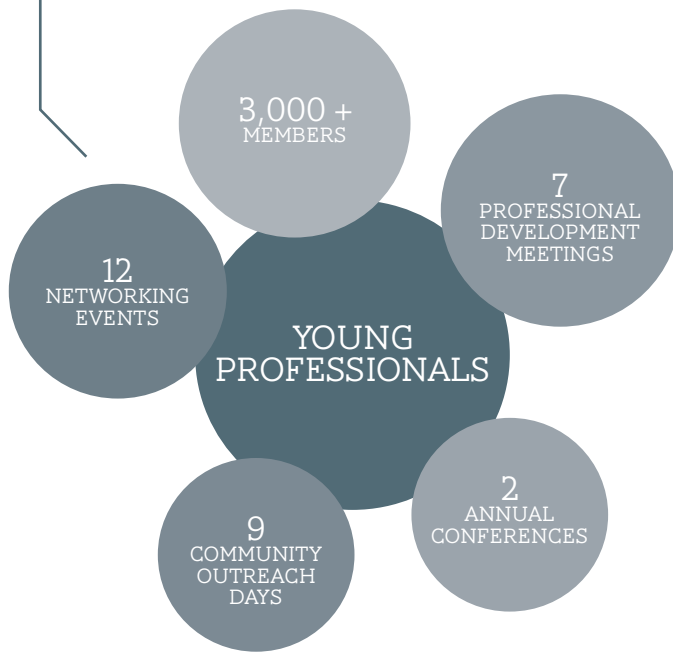 3,000 +
MEMBERS
7
PROFESSIONAL
DEVELOPMENT
MEETINGS
12
NETWORKING
EVENTS
YOUNG
PROFESSIONALS
2
ANNUAL
CONFERENCES
9
COMMUNITY
OUTREACH
DAYS